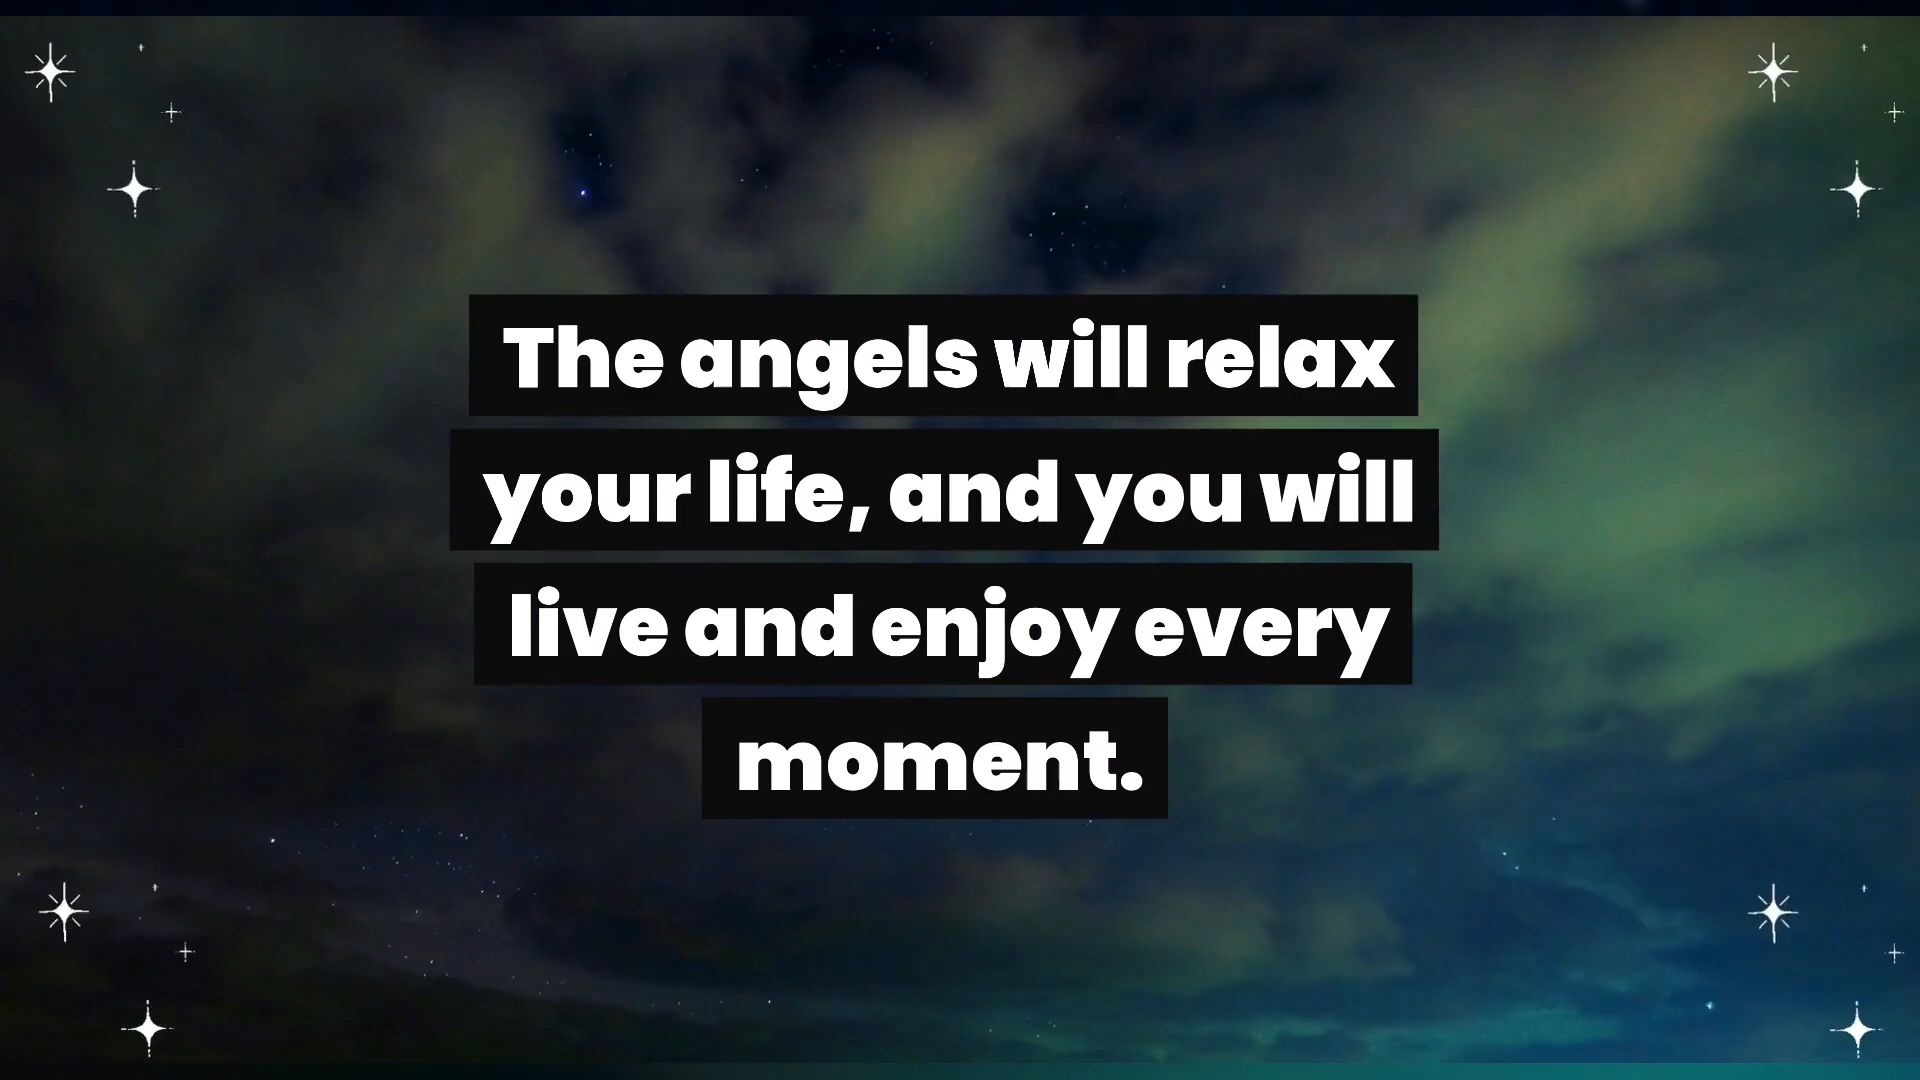 The angels will relax
your life, and you will
live and enjoy every
moment.